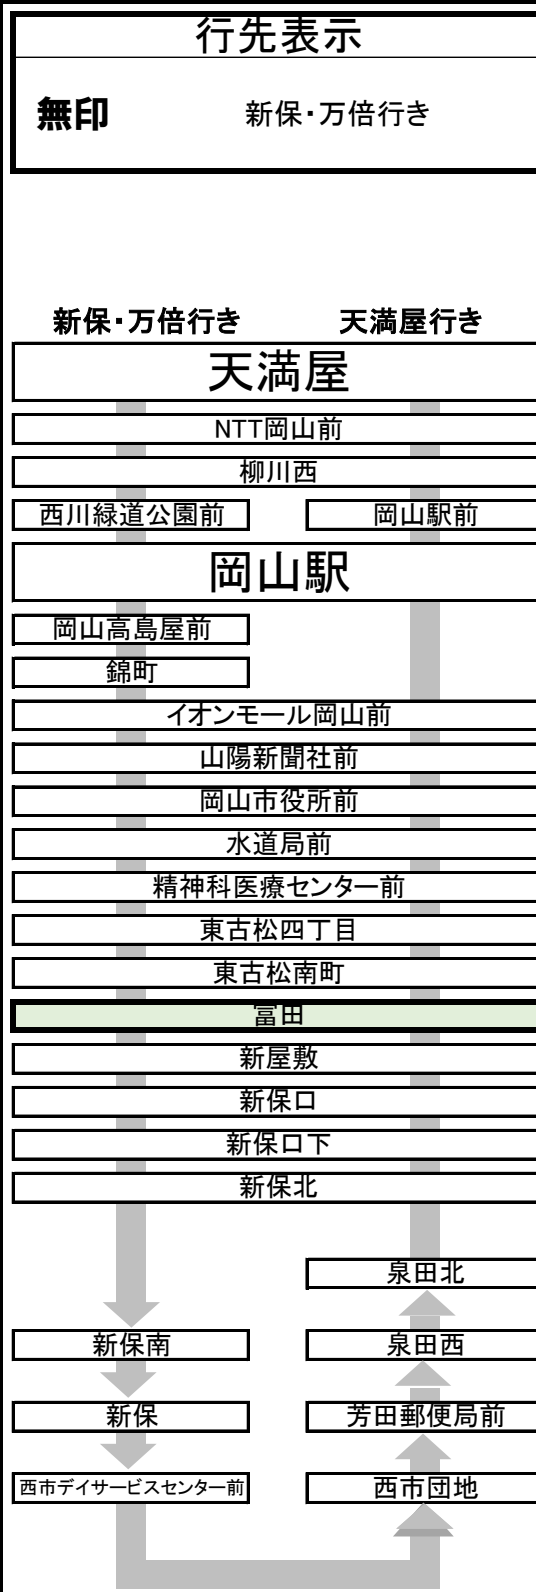 行先表示
無印 新保・万倍行き
新保・万倍行き 天満屋行き
天満屋
NTT岡山前
柳川西
西川緑道公園前 岡山駅前
岡山駅
岡山高島屋前
錦町
イオンモール岡山前
山陽新聞社前
岡山市役所前
水道局前
精神科医療センター前
東古松四丁目
東古松南町
富田
新屋敷
新保口
新保口下
新保北
泉田北
新保南 泉田西
新保 芳田郵便局前
西市デイサービスセンター前 西市団地